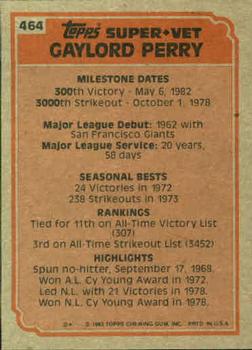 464
Topps SUPER★VET
GAYLORD PERRY
MILESTONE DATES
300th Victory - May 6, 1982
3000th Strikeout - October 1, 1978
Major League Debut: 1962 with
San Francisco Giants
Major League Service: 20 years,
58 days
SEASONAL BESTS
24 Victories in 1972
238 Strikeouts in 1973
RANKINGS
Tied for 11th on All-Time Victory List
(307)
3rd on All-Time Strikeout List (3452)
HIGHLIGHTS
Spun no-hitter, September 17, 1968.
Won A.L. Cy Young Award in 1972.
Led N.L. with 21 Victories in 1978.
Won N.L. Cy Young Award in 1978.
© 1983 TOPPS CHEWING GUM, INC. PRTD. IN U.S.A.